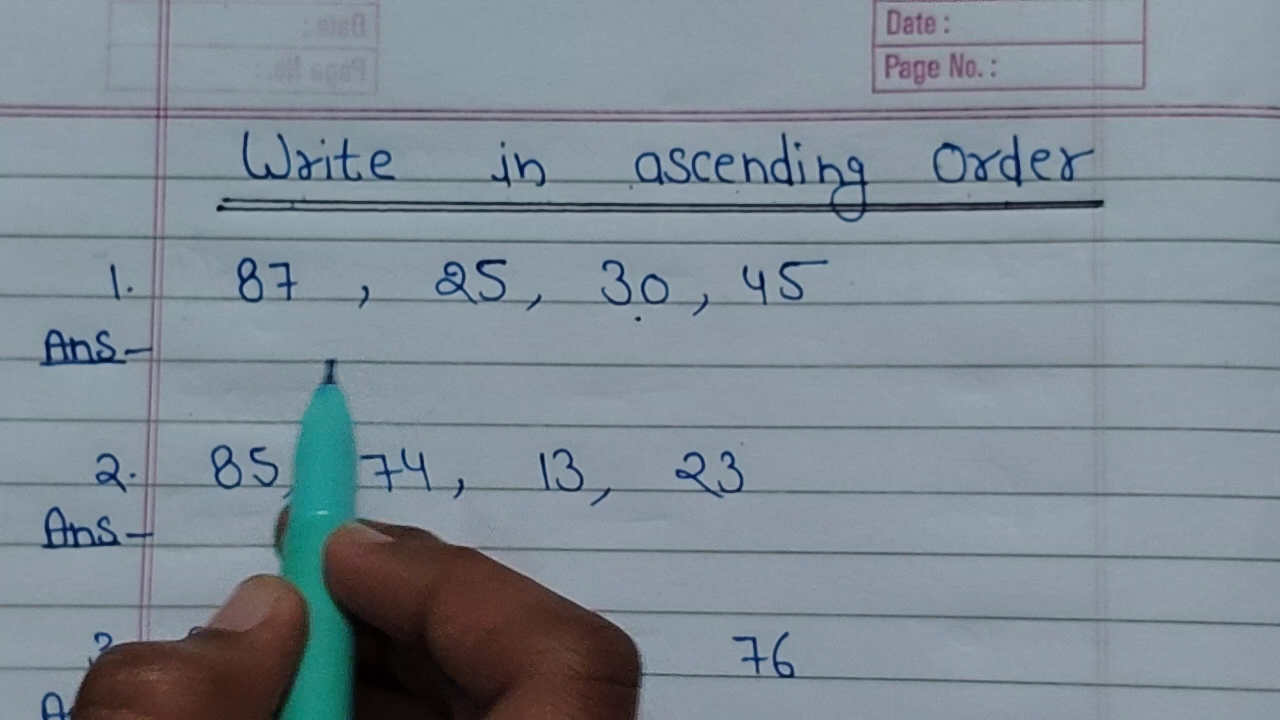 Date :
Page No. :
Write in ascending Order
1. 87 , 25, 30, 45
Ans-
2. 85, 74, 13, 23
Ans-
76